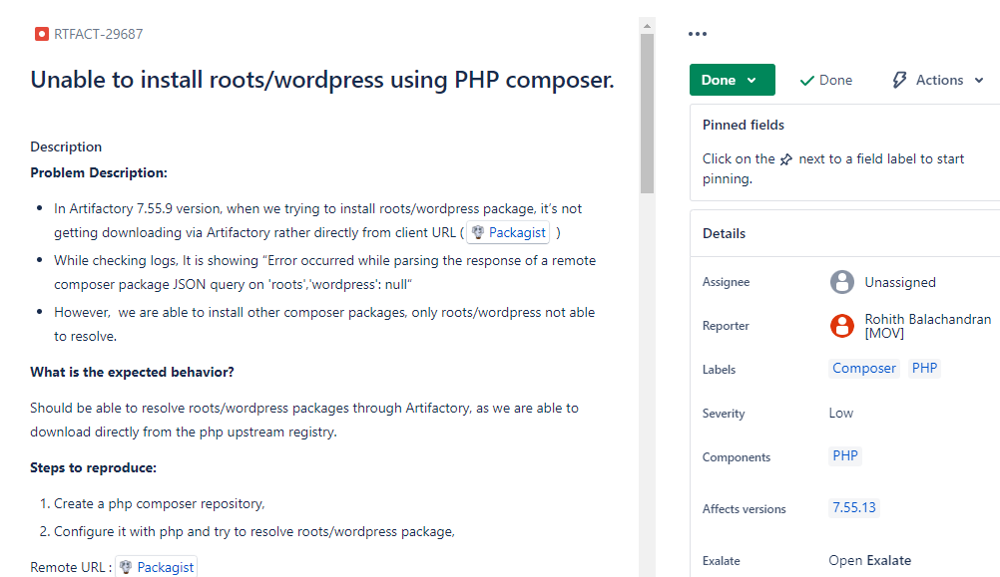 RTFACT-29687
Unable to install roots/wordpress using PHP composer.
Description
Problem Description:
• In Artifactory 7.55.9 version, when we trying to install roots/wordpress package, it’s not
getting downloading via Artifactory rather directly from client URL ( Packagist )
• While checking logs, It is showing “Error occurred while parsing the response of a remote
composer package JSON query on 'roots','wordpress': null”
• However,  we are able to install other composer packages, only roots/wordpress not able
to resolve.
What is the expected behavior?
Should be able to resolve roots/wordpress packages through Artifactory, as we are able to
download directly from the php upstream registry.
Steps to reproduce:
1. Create a php composer repository,
2. Configure it with php and try to resolve roots/wordpress package,
Remote URL : Packagist
Done
Done
Actions
Pinned fields
Click on the next to a field label to start
pinning.
Details
Assignee
Unassigned
Reporter
Rohith Balachandran
[MOV]
Labels
Composer PHP
Severity
Low
Components
PHP
Affects versions
7.55.13
Exalate
Open Exalate